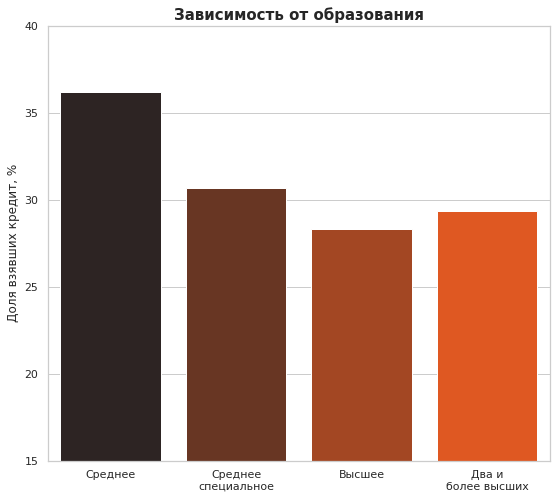 Зависимость от образования
Доля взявших кредит, %
40
35
30
25
20
15
Среднее
Среднее
специальное
Высшее
Два и
более высших